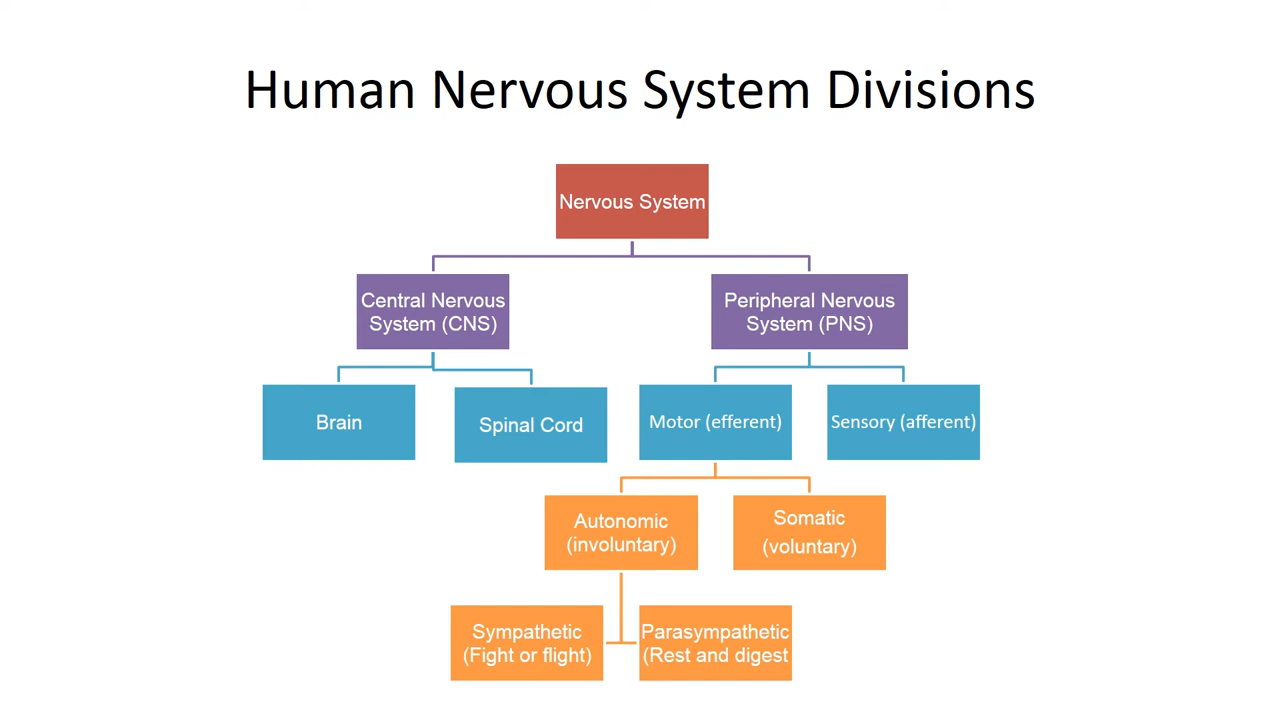 Human Nervous System Divisions
Nervous System
Central Nervous
System (CNS)
Peripheral Nervous
System (PNS)
Brain
Spinal Cord
Motor (efferent)
Sensory (afferent)
Autonomic
(involuntary)
Somatic
(voluntary)
Sympathetic
(Fight or flight)
Parasympathetic
(Rest and digest